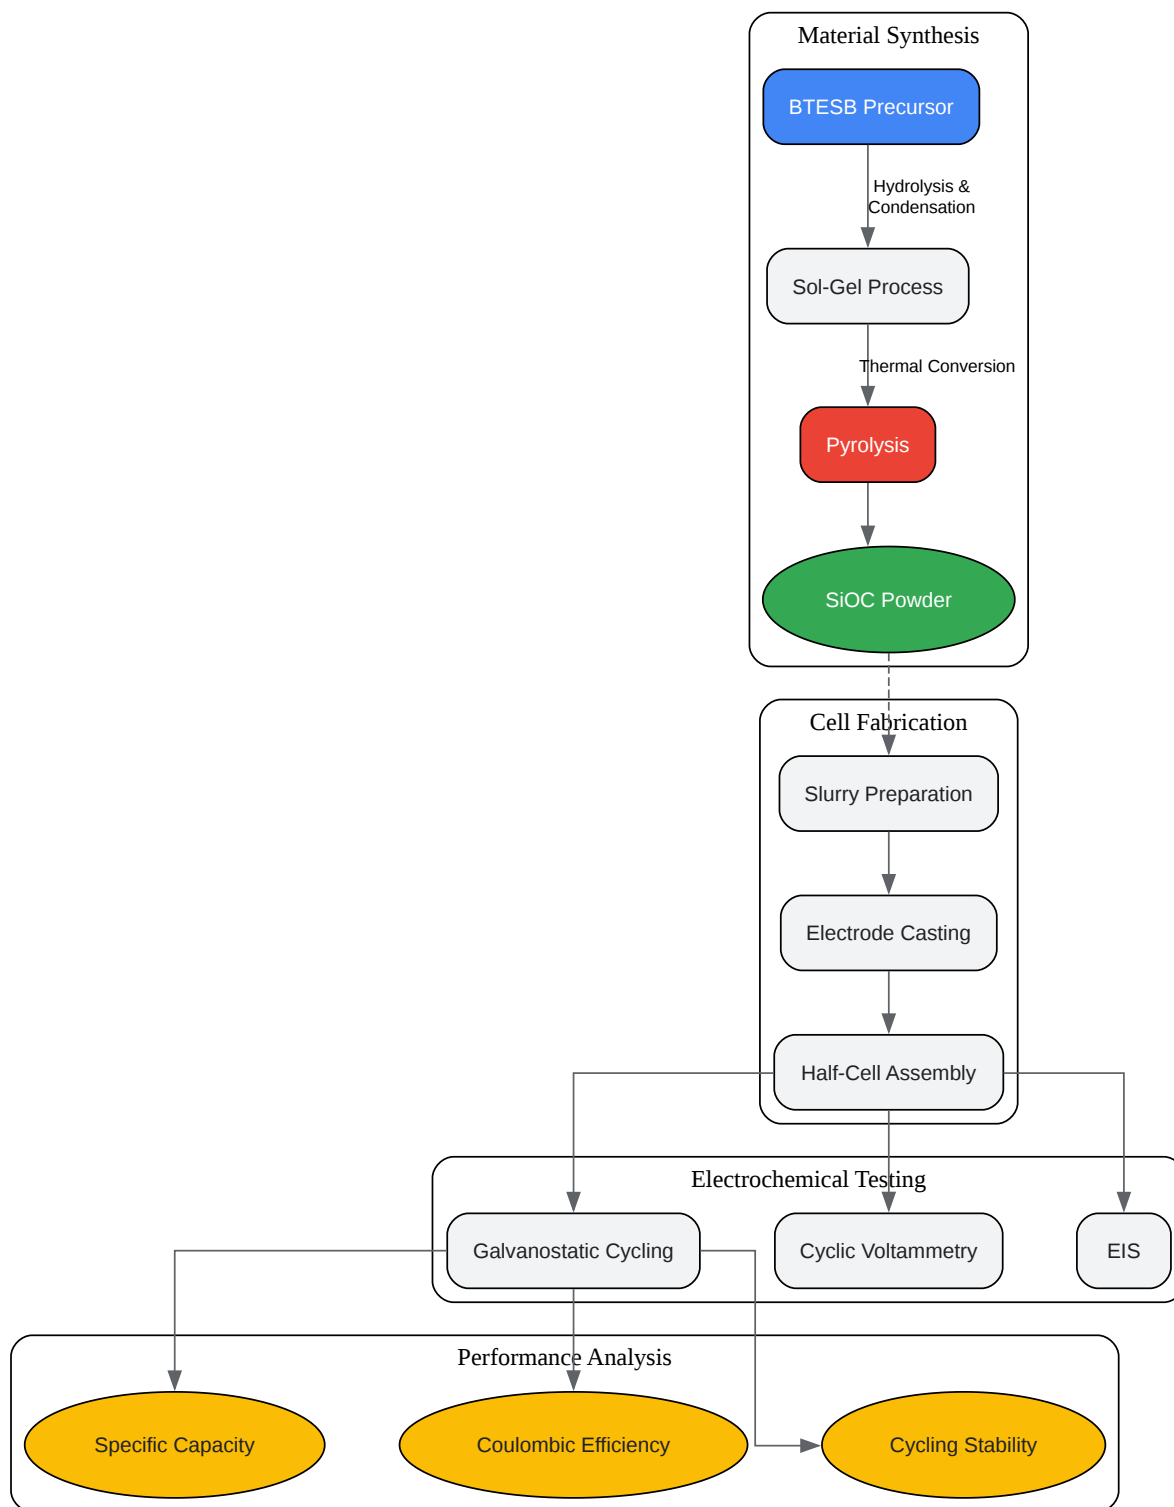 Material Synthesis
BTESB Precursor
Hydrolysis &
Condensation
Sol-Gel Process
Thermal Conversion
Pyrolysis
SiOC Powder
Cell Fabrication
Slurry Preparation
Electrode Casting
Half-Cell Assembly
Electrochemical Testing
Galvanostatic Cycling
Cyclic Voltammetry
EIS
Performance Analysis
Specific Capacity
Coulombic Efficiency
Cycling Stability